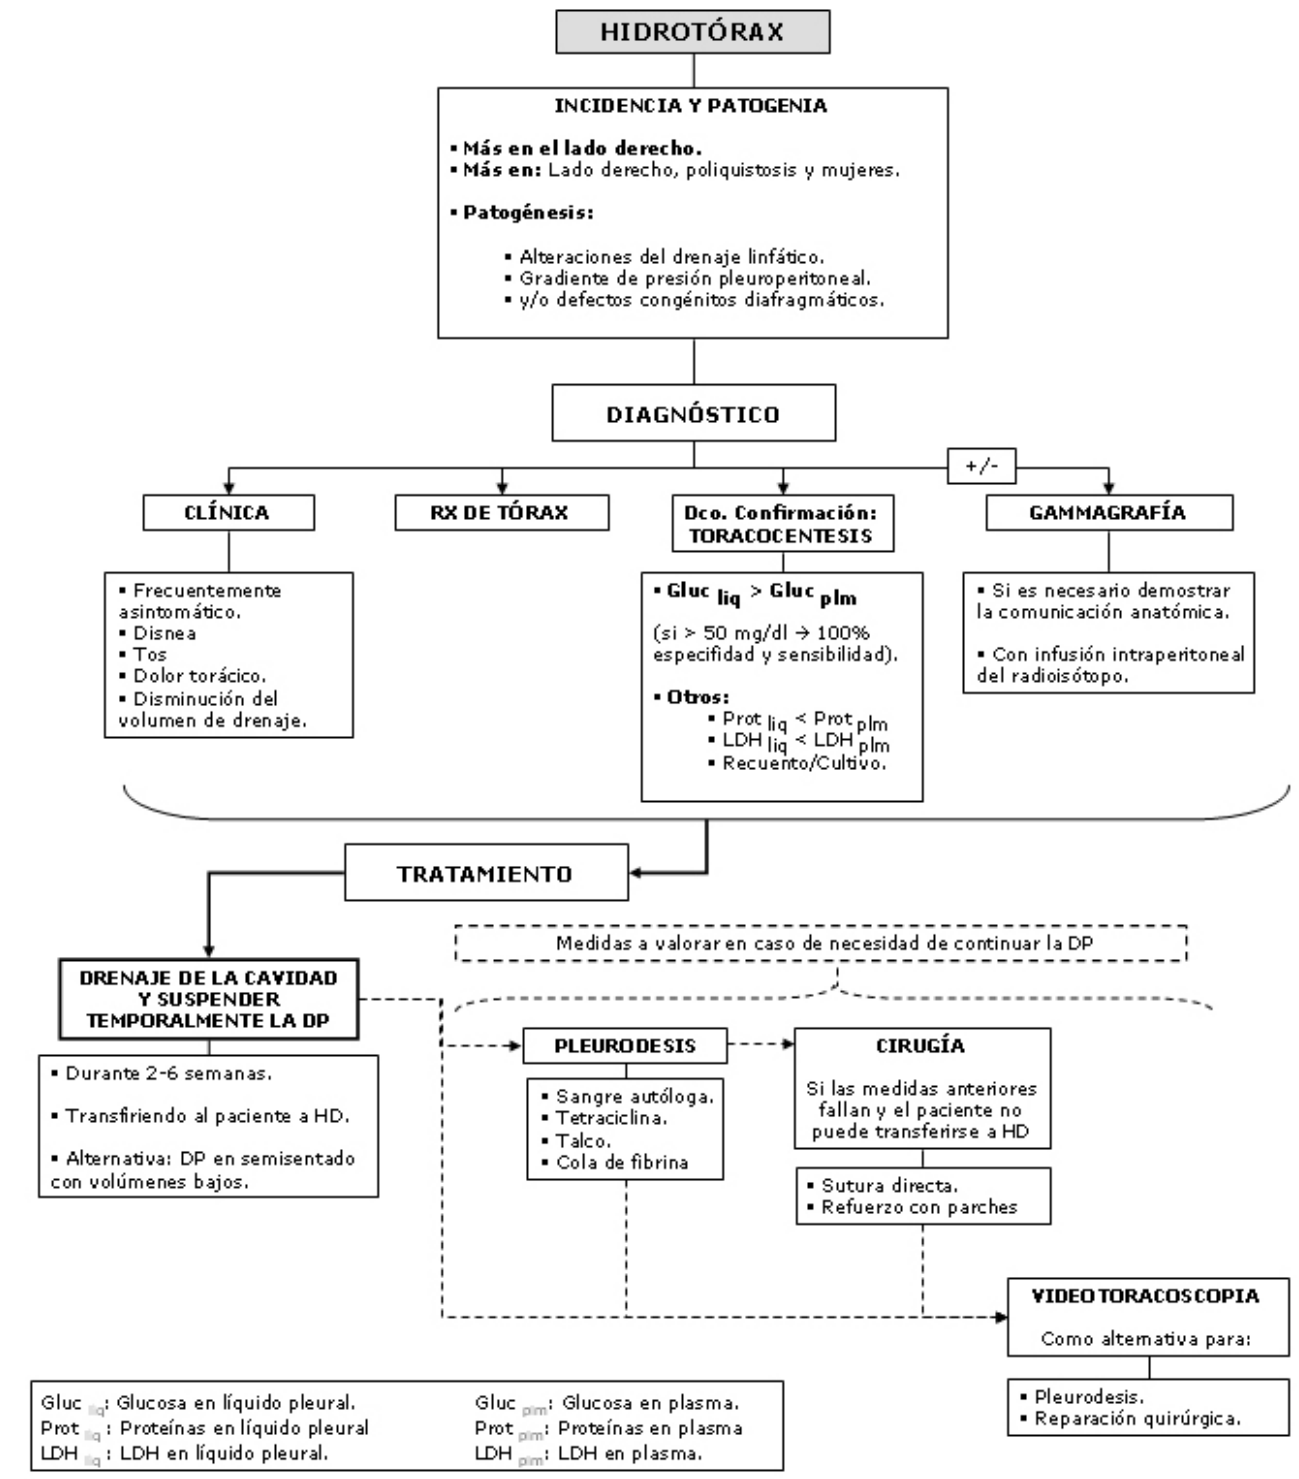 HIDROTÓRAX
INCIDENCIA Y PATOGENIA
▪ Más en el lado derecho.
▪ Más en: Lado derecho, poliquistosis y mujeres.
▪ Patogénesis:
▪ Alteraciones del drenaje linfático.
▪ Gradiente de presión pleuroperitoneal.
▪ y/o defectos congénitos diafragmáticos.
DIAGNÓSTICO
+/-
CLÍNICA
▪ Frecuentemente
asintomático.
▪ Disnea
▪ Tos
▪ Dolor torácico.
▪ Disminución del
volumen de drenaje.
RX DE TÓRAX
Dco. Confirmación:
TORACOCENTESIS
▪ Gluc liq > Gluc plm
(si > 50 mg/dl → 100%
especifidad y sensibilidad).
▪ Otros:
▪ Prot liq < Prot plm
▪ LDH liq < LDH plm
▪ Recuento/Cultivo.
GAMMAGRAFÍA
▪ Si es necesario demostrar
la comunicación anatómica.
▪ Con infusión intraperitoneal
del radioisótopo.
TRATAMIENTO
Medidas a valorar en caso de necesidad de continuar la DP
DRENAJE DE LA CAVIDAD
Y SUSPENDER
TEMPORALMENTE LA DP
▪ Durante 2-6 semanas.
▪ Transfiriendo al paciente a HD.
▪ Alternativa: DP en semisentado
con volúmenes bajos.
PLEURODESIS
▪ Sangre autóloga.
▪ Tetraciclina.
▪ Talco.
▪ Cola de fibrina
CIRUGÍA
Si las medidas anteriores
fallan y el paciente no
puede transferirse a HD
▪ Sutura directa.
▪ Refuerzo con parches
VIDEOTORACOSCOPIA
Como alternativa para:
▪ Pleurodesis.
▪ Reparación quirúrgica.
Gluc liq: Glucosa en líquido pleural.
Prot liq: Proteínas en líquido pleural
LDH liq: LDH en líquido pleural.
Gluc plm: Glucosa en plasma.
Prot plm: Proteínas en plasma
LDH plm: LDH en plasma.